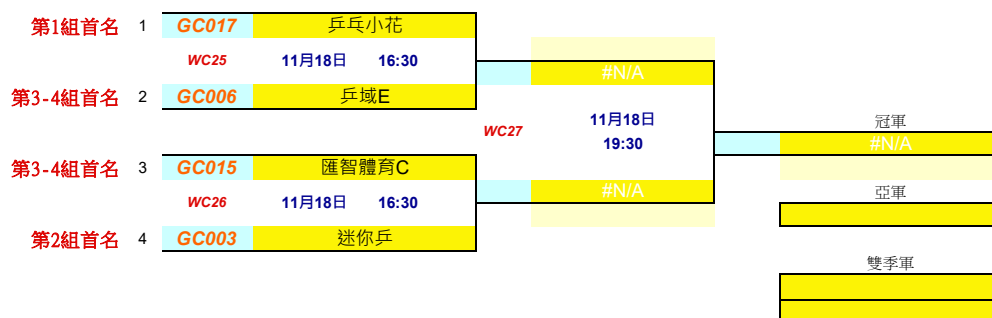 第1組首名 1 GC017 乒乓小花
WC25 11月18日 16:30
#N/A
第3-4組首名 2 GC006 乒域E
WC27 11月18日
19:30
冠軍
#N/A
第3-4組首名 3 GC015 匯智體育C
WC26 11月18日 16:30
#N/A
亞軍
第2組首名 4 GC003 迷你乒
雙季軍